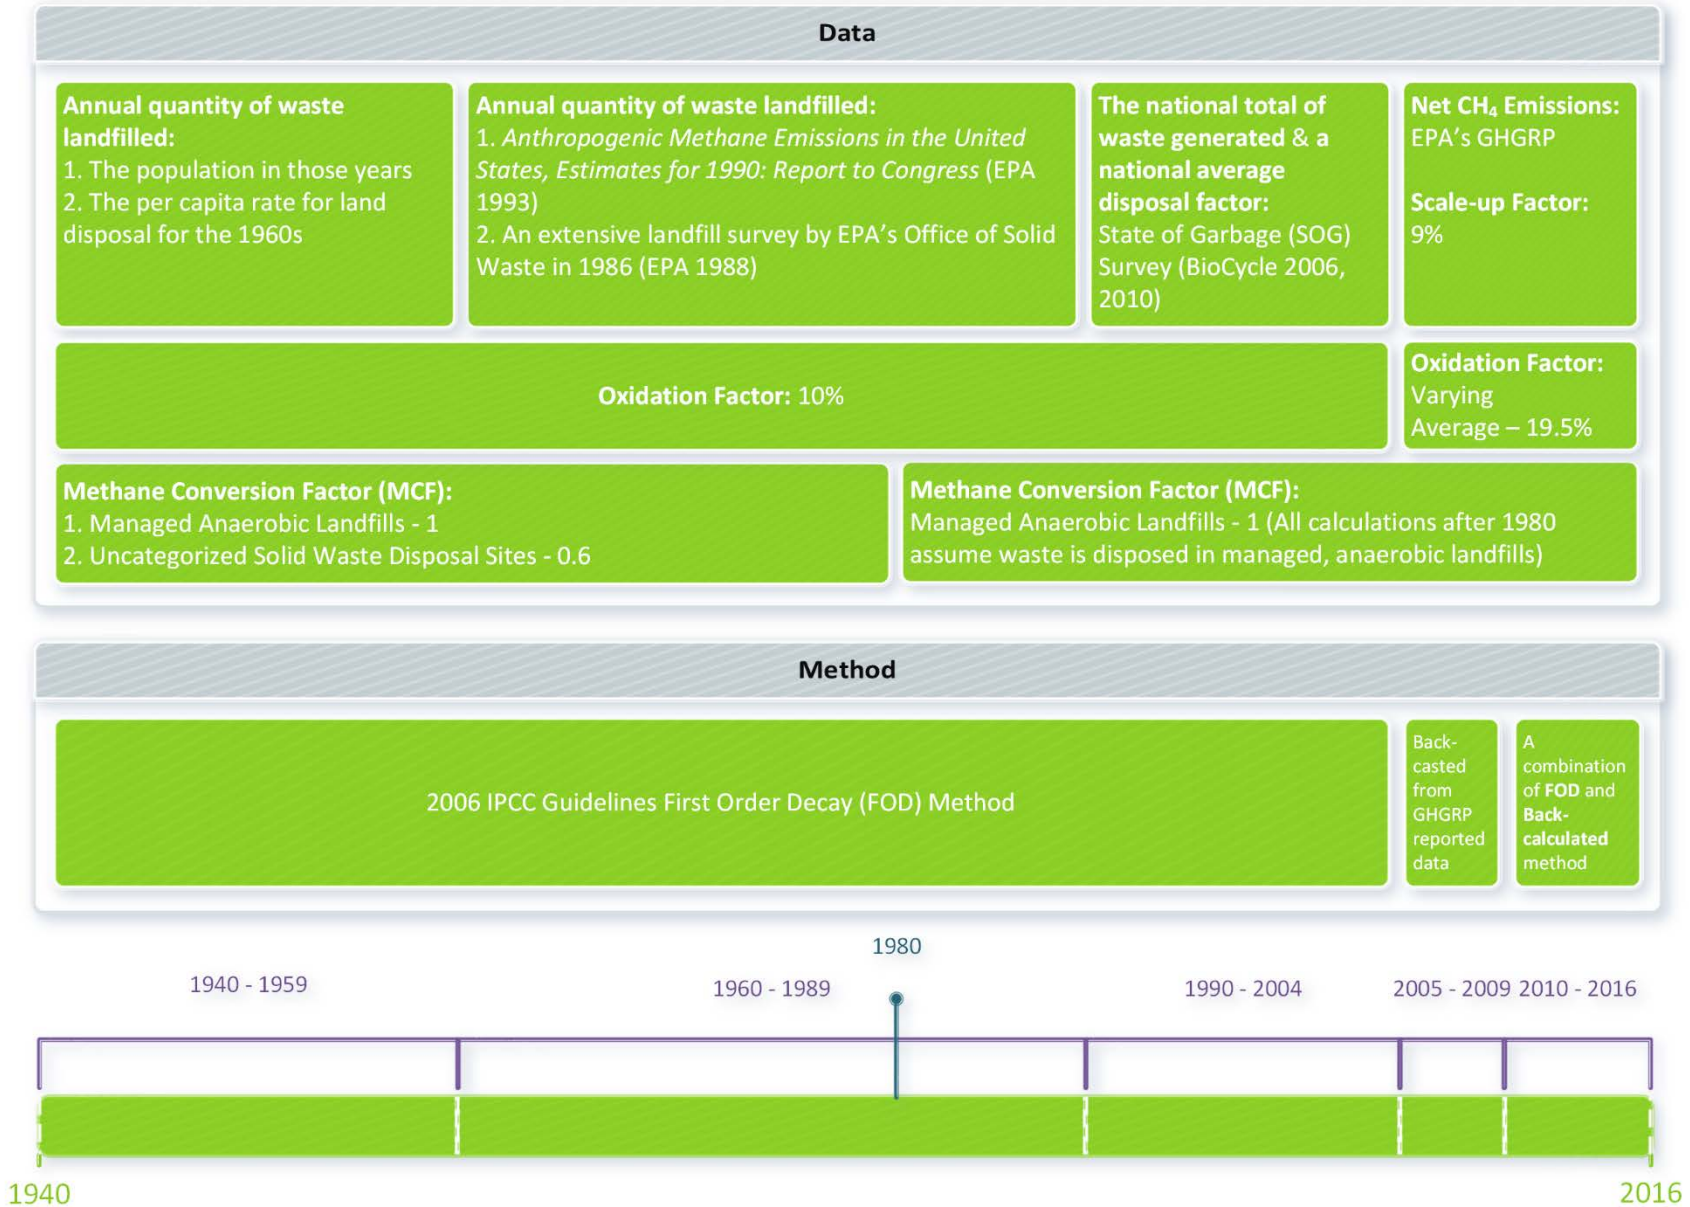 Data
Annual quantity of waste
landfilled:
1. The population in those years
2. The per capita rate for land
disposal for the 1960s
Annual quantity of waste landfilled:
1. Anthropogenic Methane Emissions in the United
States, Estimates for 1990: Report to Congress (EPA
1993)
2. An extensive landfill survey by EPA’s Office of Solid
Waste in 1986 (EPA 1988)
The national total of
waste generated & a
national average
disposal factor:
State of Garbage (SOG)
Survey (BioCycle 2006,
2010)
Net CH₄ Emissions:
EPA’s GHGRP
Scale-up Factor:
9%
Oxidation Factor: 10%
Oxidation Factor:
Varying
Average – 19.5%
Methane Conversion Factor (MCF):
1. Managed Anaerobic Landfills - 1
2. Uncategorized Solid Waste Disposal Sites - 0.6
Methane Conversion Factor (MCF):
Managed Anaerobic Landfills - 1 (All calculations after 1980
assume waste is disposed in managed, anaerobic landfills)
Method
2006 IPCC Guidelines First Order Decay (FOD) Method
Back-
casted
from
GHGRP
reported
data
A
combination
of FOD and
Back-
calculated
method
1980
1940 - 1959
1960 - 1989
1990 - 2004
2005 - 2009
2010 - 2016
1940
2016